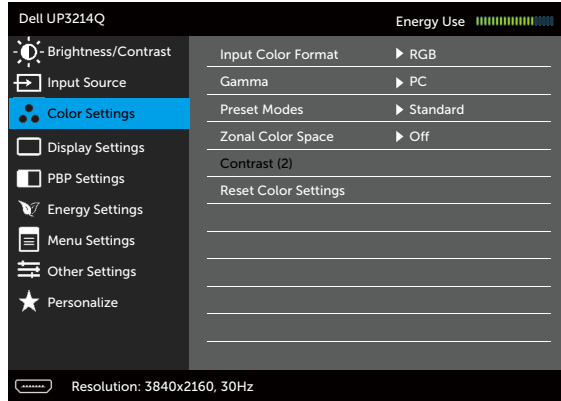 Dell UP3214Q
Energy Use
Brightness/Contrast
Input Source
Color Settings
Display Settings
PBP Settings
Energy Settings
Menu Settings
Other Settings
Personalize
Input Color Format RGB
Gamma PC
Preset Modes Standard
Zonal Color Space Off
Contrast (2)
Reset Color Settings
Resolution: 3840x2160, 30Hz